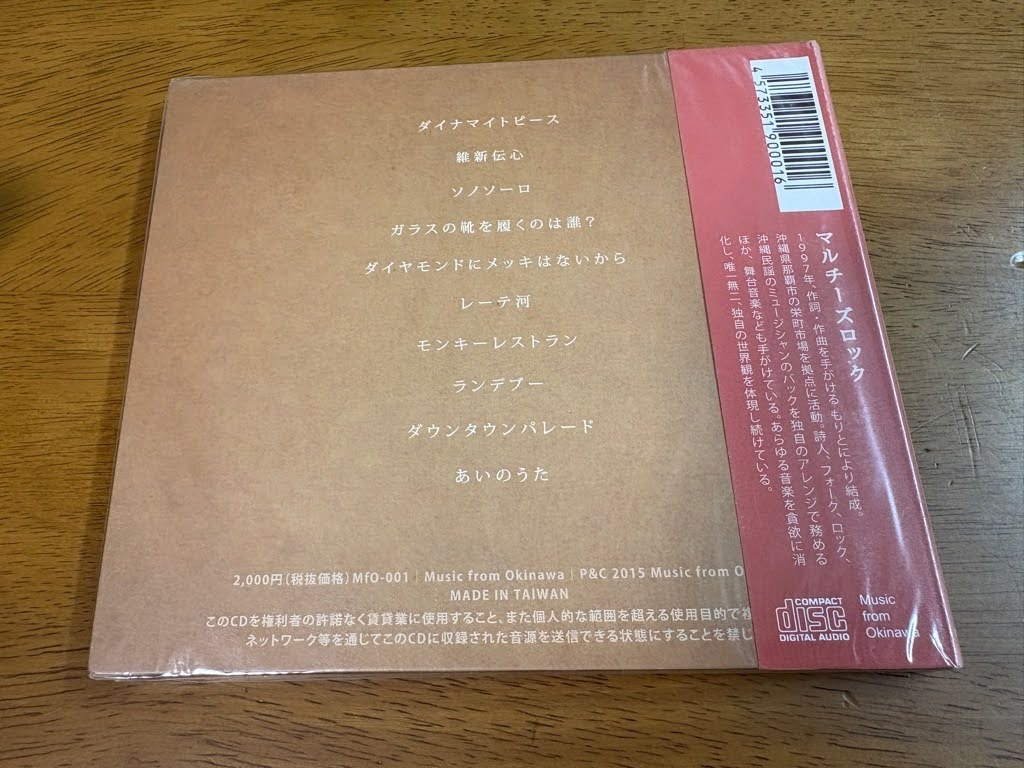 ダイナマイトピース
維新伝心
ソノソーロ
ガラスの靴を履くのは誰？
ダイヤモンドにメッキはないから
レーテ河
モンキーレストラン
ランデブー
ダウンタウンパレード
あいのうた
2,000円（税抜価格）MfO-001 | Music from Okinawa | P&C 2015 Music from O
MADE IN TAIWAN
このCDを権利者の許諾なく賃貸業に使用すること、また個人的な範囲を超える使用目的で複
ネットワーク等を通じてこのCDに収録された音源を送信できる状態にすることを禁じ
4 573351 900016
マルチーズロック
1997年、作詞・作曲を手がける もりとにより結成。
沖縄県那覇市の栄町市場を拠点に活動。詩人、フォーク、ロック、
沖縄民謡のミュージシャンのバックを独自のアレンジで務める
ほか、舞台音楽なども手がけている。あらゆる音楽を貪欲に消
化し、唯一無二、独自の世界観を体現し続けている。
COMPACT
disc
DIGITAL AUDIO
Music
from
Okinawa